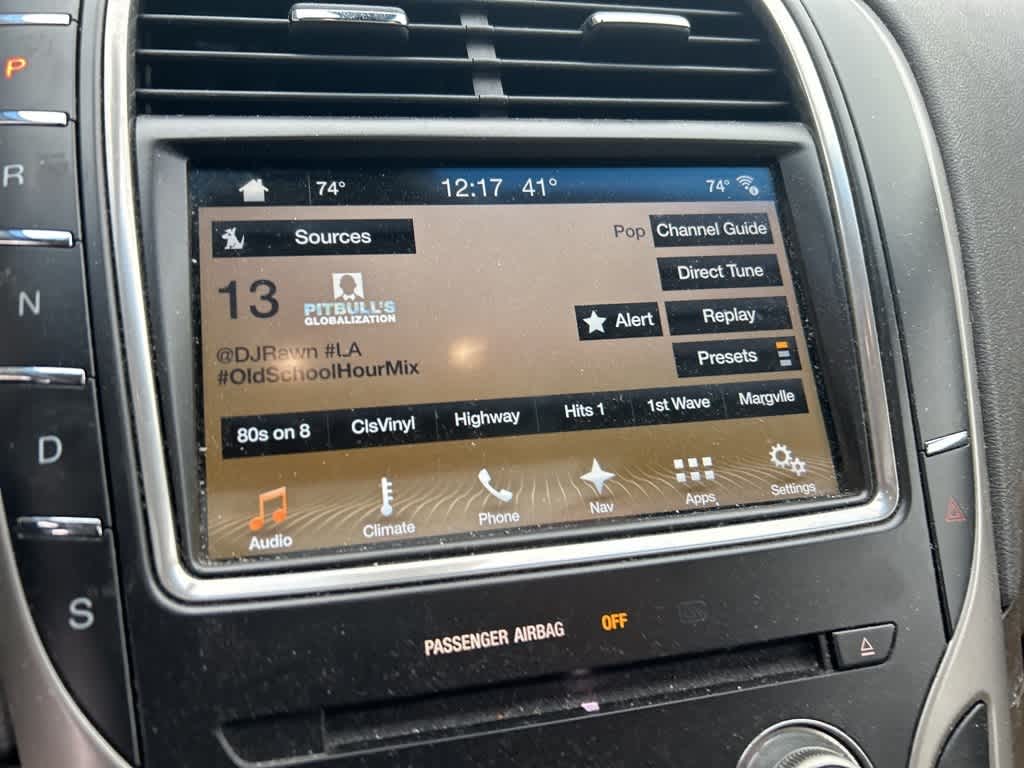 P
R
N
D
S
74° 12:17 41° 74°
Sources
Pop Channel Guide
Direct Tune
13 PITBULL'S
GLOBALIZATION
Alert Replay
@DJRawn #LA
#OldSchoolHourMix
Presets
80s on 8 ClsVinyl Highway Hits 1 1st Wave Margvlle
Audio Climate Phone Nav Apps Settings
PASSENGER AIRBAG OFF